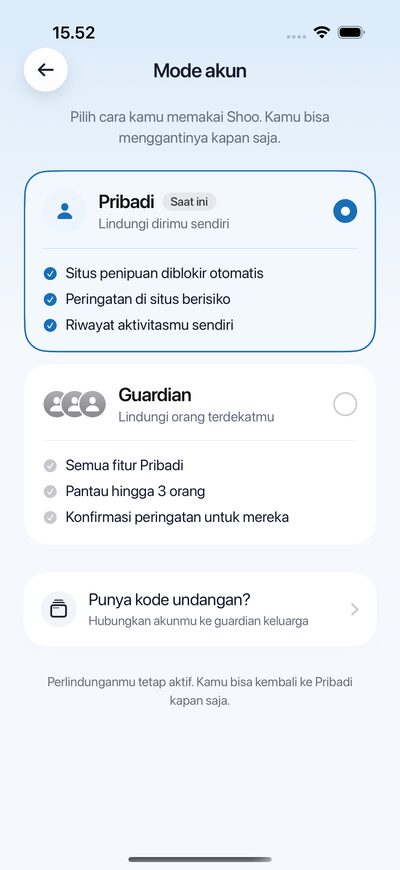 15.52
Mode akun
Pilih cara kamu memakai Shoo. Kamu bisa
menggantinya kapan saja.
Pribadi Saat ini
Lindungi dirimu sendiri
Situs penipuan diblokir otomatis
Peringatan di situs berisiko
Riwayat aktivitasmu sendiri
Guardian
Lindungi orang terdekatmu
Semua fitur Pribadi
Pantau hingga 3 orang
Konfirmasi peringatan untuk mereka
Punya kode undangan?
Hubungkan akunmu ke guardian keluarga
Perlindunganmu tetap aktif. Kamu bisa kembali ke Pribadi
kapan saja.